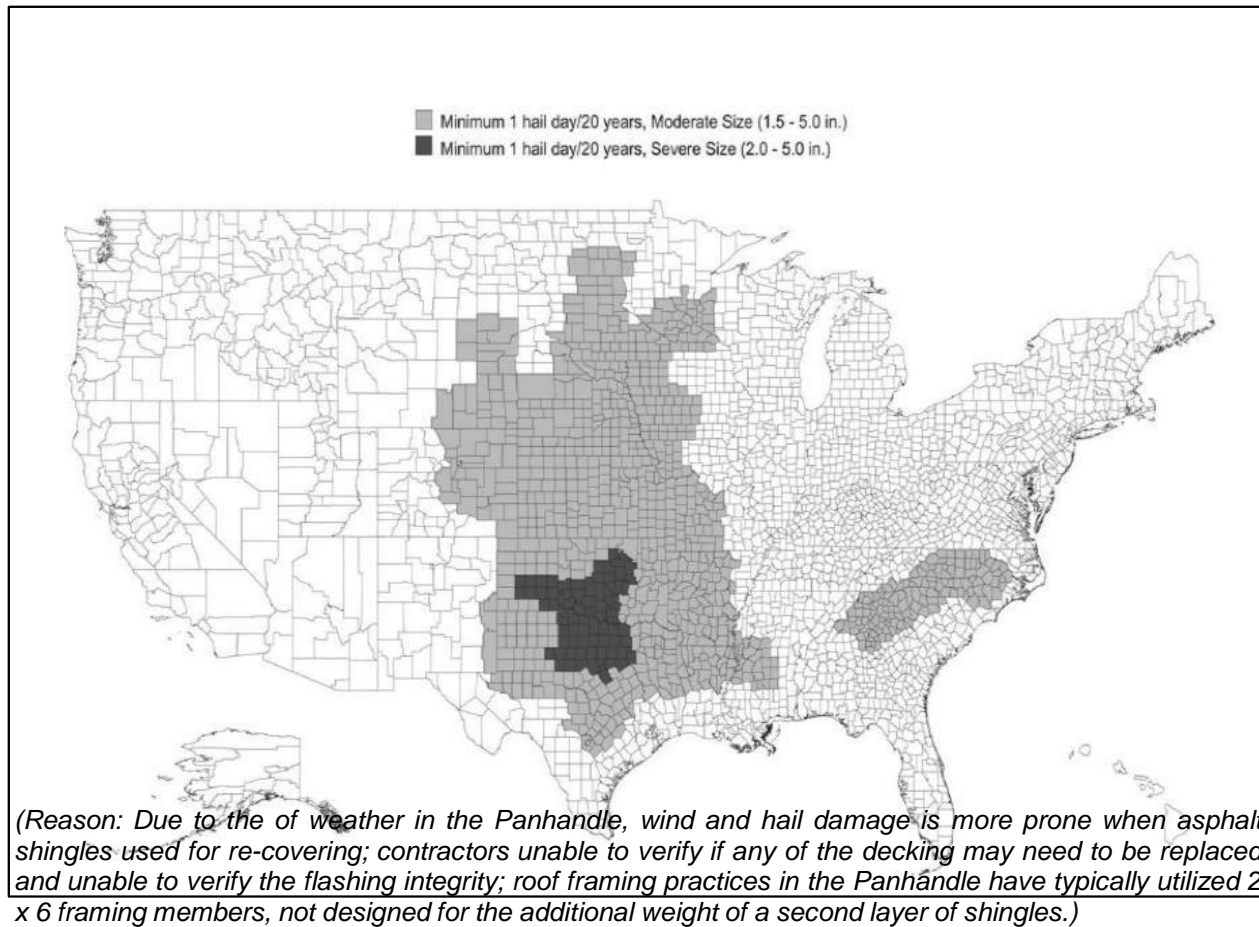 Minimum 1 hail day/20 years, Moderate Size (1.5 - 5.0 in.)
Minimum 1 hail day/20 years, Severe Size (2.0 - 5.0 in.)
(Reason: Due to the of weather in the Panhandle, wind and hail damage is more prone when asphalt
shingles used for re-covering; contractors unable to verify if any of the decking may need to be replaced
and unable to verify the flashing integrity; roof framing practices in the Panhandle have typically utilized 2
x 6 framing members, not designed for the additional weight of a second layer of shingles.)